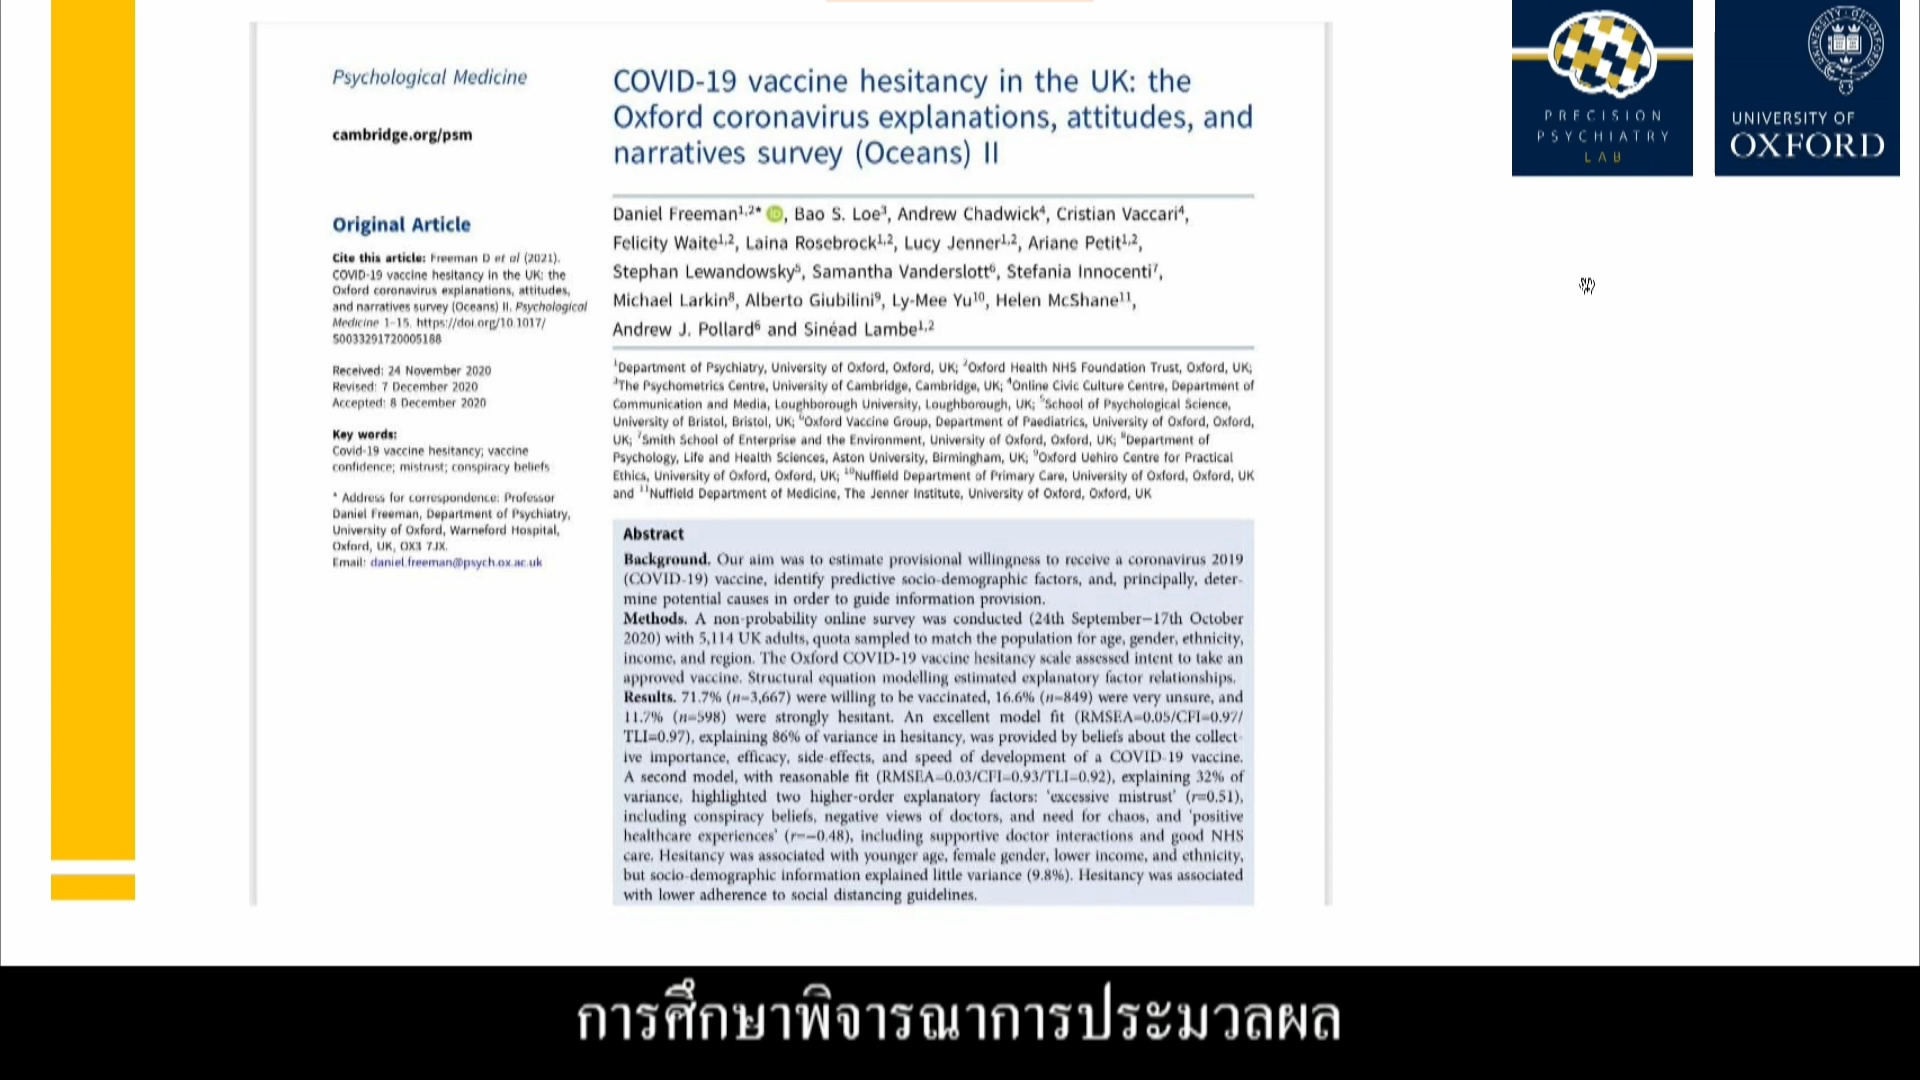 Psychological Medicine
cambridge.org/psm
Original Article
Cite this article: Freeman D et al (2021).
COVID-19 vaccine hesitancy in the UK: the
Oxford coronavirus explanations, attitudes,
and narratives survey (Oceans) II. Psychological
Medicine 1–15. https://doi.org/10.1017/
S0033291720005188
Received: 24 November 2020
Revised: 7 December 2020
Accepted: 8 December 2020
Key words:
Covid-19 vaccine hesitancy; vaccine
confidence; mistrust; conspiracy beliefs
* Address for correspondence: Professor
Daniel Freeman, Department of Psychiatry,
University of Oxford, Warneford Hospital,
Oxford, UK, OX3 7JX.
Email: daniel.freeman@psych.ox.ac.uk
COVID-19 vaccine hesitancy in the UK: the
Oxford coronavirus explanations, attitudes, and
narratives survey (Oceans) II
Daniel Freeman1,2* , Bao S. Loe3, Andrew Chadwick4, Cristian Vaccari4,
Felicity Waite1,2, Laina Rosebrock1,2, Lucy Jenner1,2, Ariane Petit1,2,
Stephan Lewandowsky5, Samantha Vanderslott6, Stefania Innocenti7,
Michael Larkin8, Alberto Giubilini9, Ly-Mee Yu10, Helen McShane11,
Andrew J. Pollard6 and Sinéad Lambe1,2
1Department of Psychiatry, University of Oxford, Oxford, UK; 2Oxford Health NHS Foundation Trust, Oxford, UK;
3The Psychometrics Centre, University of Cambridge, Cambridge, UK; 4Online Civic Culture Centre, Department of
Communication and Media, Loughborough University, Loughborough, UK; 5School of Psychological Science,
University of Bristol, Bristol, UK; 6Oxford Vaccine Group, Department of Paediatrics, University of Oxford, Oxford,
UK; 7Smith School of Enterprise and the Environment, University of Oxford, Oxford, UK; 8Department of
Psychology, Life and Health Sciences, Aston University, Birmingham, UK; 9Oxford Uehiro Centre for Practical
Ethics, University of Oxford, Oxford, UK; 10Nuffield Department of Primary Care, University of Oxford, Oxford, UK
and 11Nuffield Department of Medicine, The Jenner Institute, University of Oxford, Oxford, UK
Abstract
Background. Our aim was to estimate provisional willingness to receive a coronavirus 2019
(COVID-19) vaccine, identify predictive socio-demographic factors, and, principally, deter-
mine potential causes in order to guide information provision.
Methods. A non-probability online survey was conducted (24th September–17th October
2020) with 5,114 UK adults, quota sampled to match the population for age, gender, ethnicity,
income, and region. The Oxford COVID-19 vaccine hesitancy scale assessed intent to take an
approved vaccine. Structural equation modelling estimated explanatory factor relationships.
Results. 71.7% (n=3,667) were willing to be vaccinated, 16.6% (n=849) were very unsure, and
11.7% (n=598) were strongly hesitant. An excellent model fit (RMSEA=0.05/CFI=0.97/
TLI=0.97), explaining 86% of variance in hesitancy, was provided by beliefs about the collect-
ive importance, efficacy, side-effects, and speed of development of a COVID-19 vaccine.
A second model, with reasonable fit (RMSEA=0.03/CFI=0.93/TLI=0.92), explaining 32% of
variance, highlighted two higher-order explanatory factors: 'excessive mistrust' (r=0.51),
including conspiracy beliefs, negative views of doctors, and need for chaos, and 'positive
healthcare experiences' (r=−0.48), including supportive doctor interactions and good NHS
care. Hesitancy was associated with younger age, female gender, lower income, and ethnicity,
but socio-demographic information explained little variance (9.8%). Hesitancy was associated
with lower adherence to social distancing guidelines.
PRECISION
PSYCHIATRY
LAB
UNIVERSITY OF
OXFORD
การศึกษาพิจารณาการประมวลผล